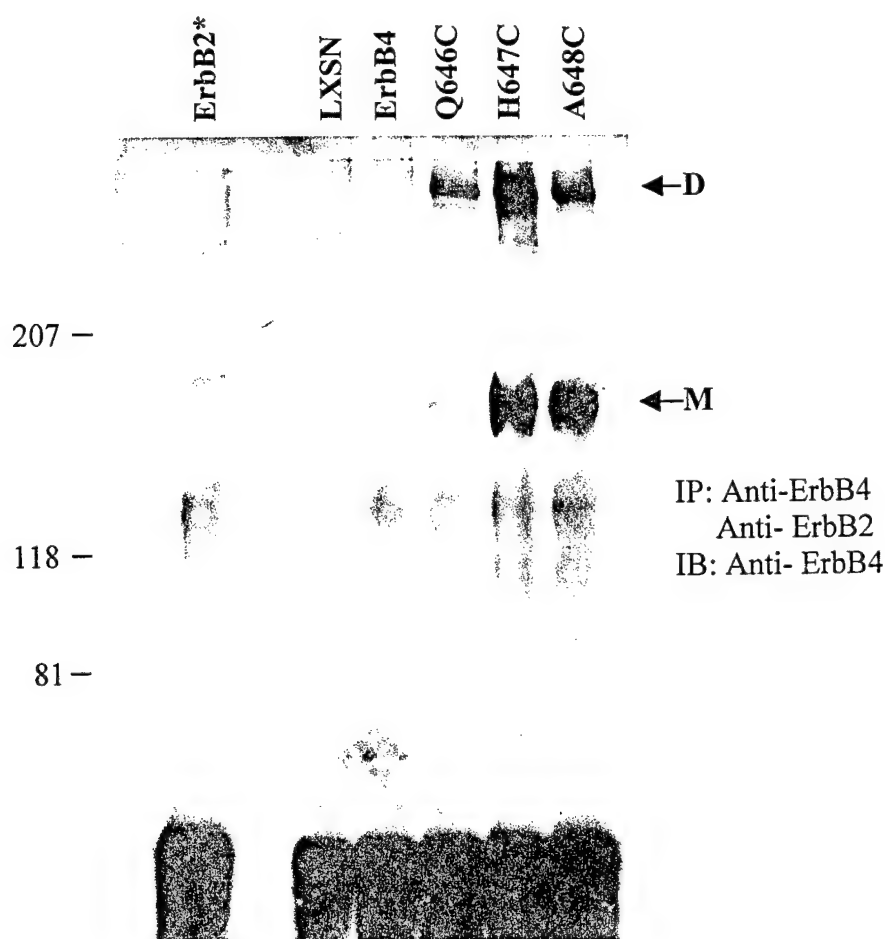 ErbB2*
LXSN
ErbB4
Q646C
H647C
A648C
D
207
M
IP: Anti-ErbB4
Anti- ErbB2
118
IB: Anti- ErbB4
81